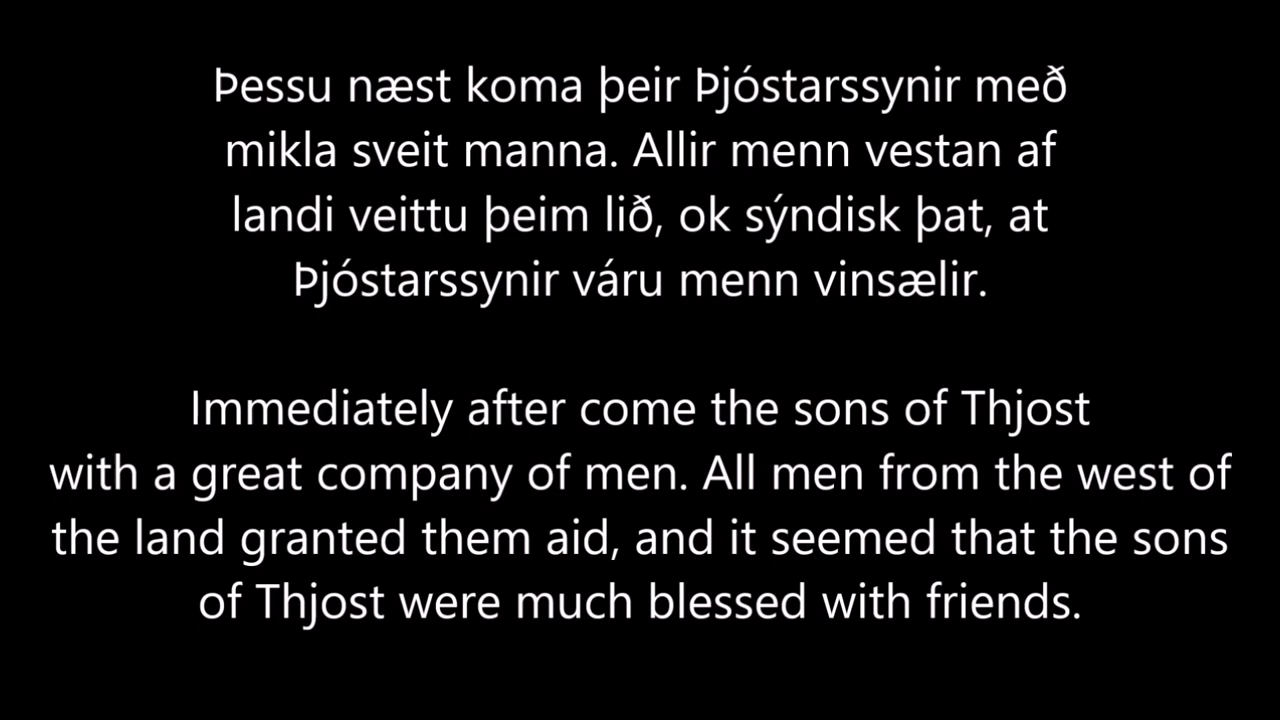 Þessu næst koma þeir Þjóstarssynir með
mikla sveit manna. Allir menn vestan af
landi veittu þeim lið, ok sýndisk þat, at
Þjóstarssynir váru menn vinsælir.
Immediately after come the sons of Thjost
with a great company of men. All men from the west of
the land granted them aid, and it seemed that the sons
of Thjost were much blessed with friends.